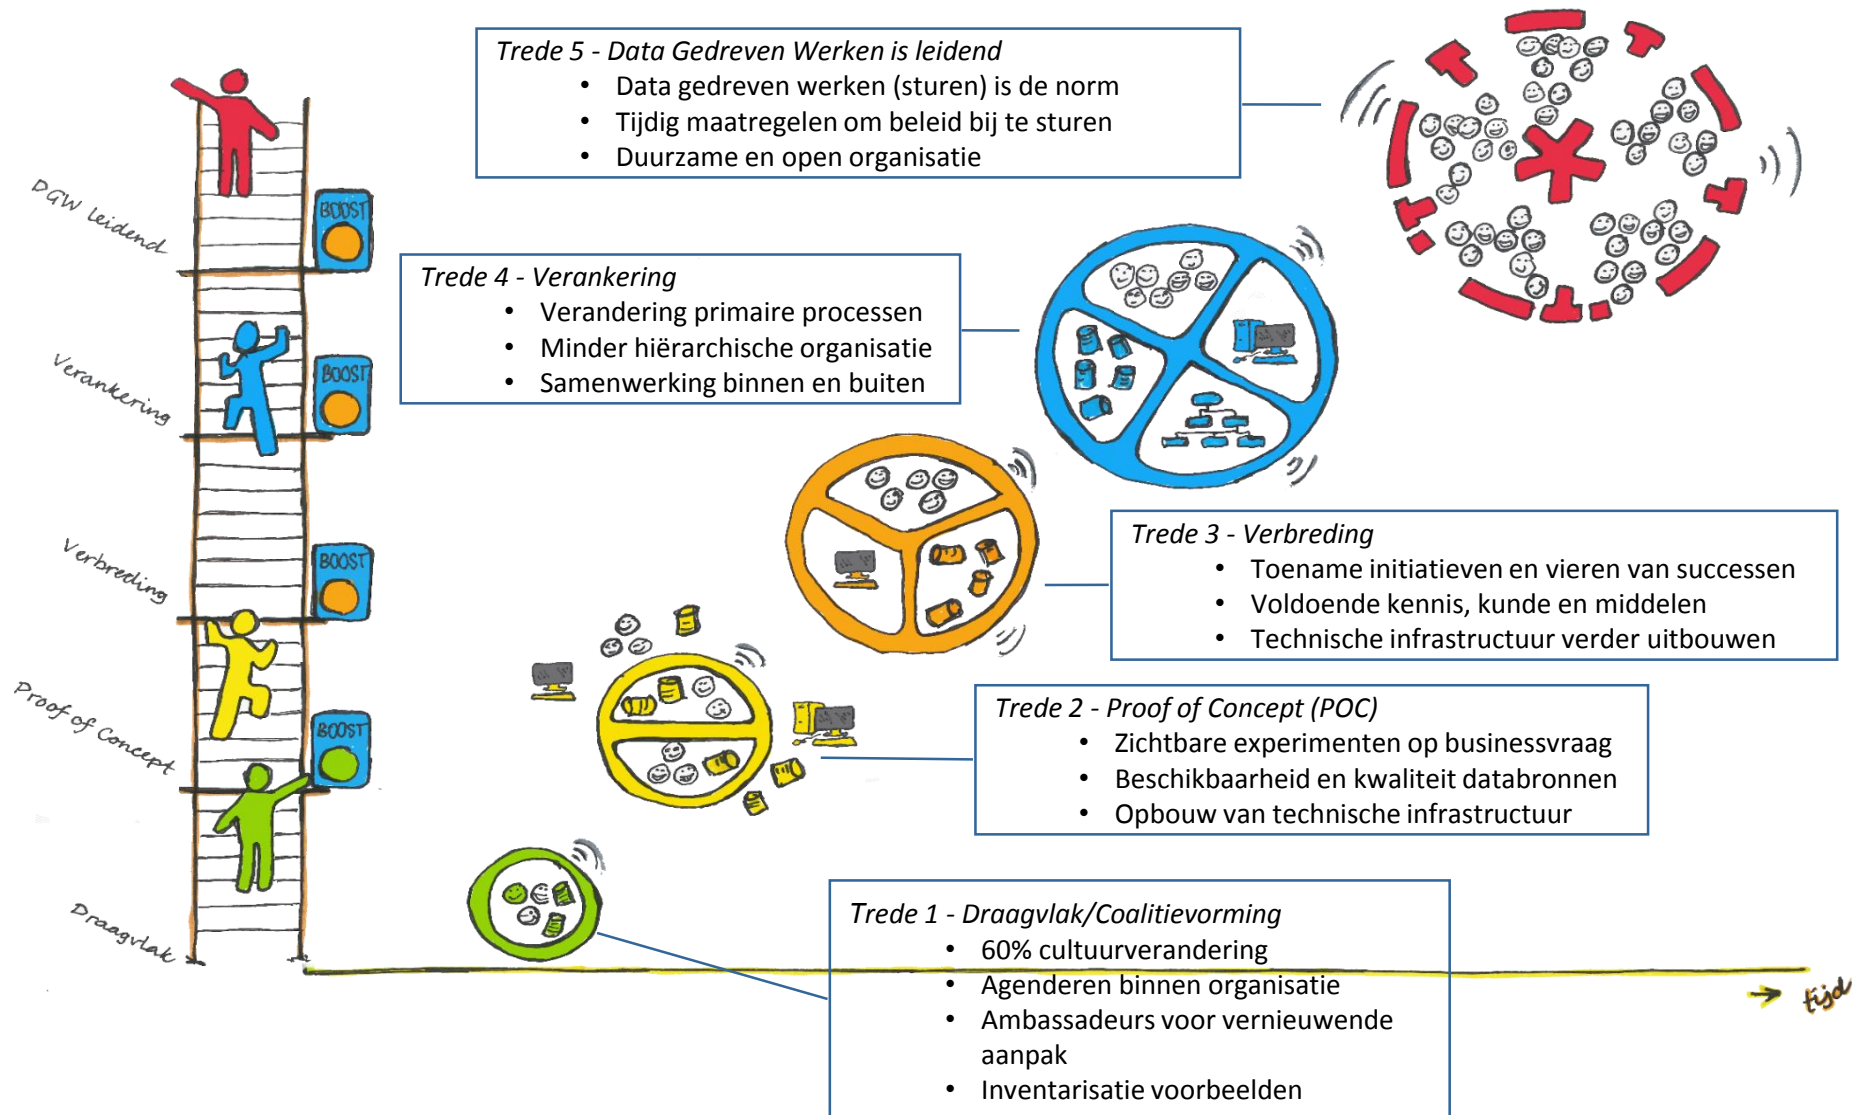 Trede 5 - Data Gedreven Werken is leidend
• Data gedreven werken (sturen) is de norm
• Tijdig maatregelen om beleid bij te sturen
• Duurzame en open organisatie
DGW leidend
BOOST
Trede 4 - Verankering
• Verandering primaire processen
• Minder hiërarchische organisatie
• Samenwerking binnen en buiten
Verankering
BOOST
Trede 3 - Verbreding
• Toename initiatieven en vieren van successen
• Voldoende kennis, kunde en middelen
• Technische infrastructuur verder uitbouwen
Verbreding
BOOST
Trede 2 - Proof of Concept (POC)
• Zichtbare experimenten op businessvraag
• Beschikbaarheid en kwaliteit databronnen
• Opbouw van technische infrastructuur
Proof of Concept
BOOST
Trede 1 - Draagvlak/Coalitievorming
• 60% cultuurverandering
• Agenderen binnen organisatie
• Ambassadeurs voor vernieuwende
aanpak
• Inventarisatie voorbeelden
Draagvlak
→ tijd